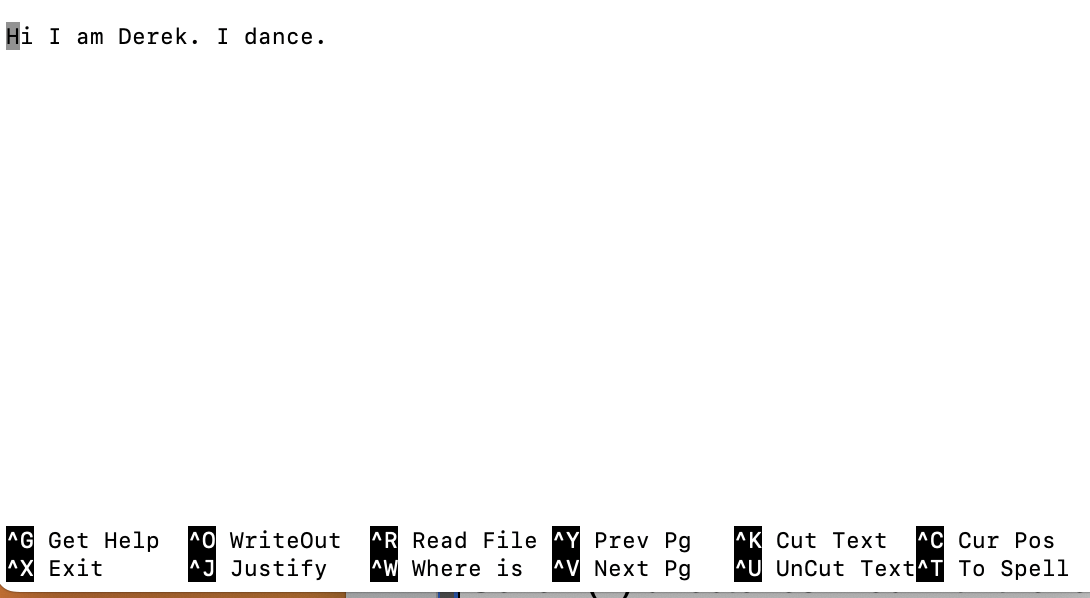 Hi I am Derek. I dance.
^G Get Help ^O WriteOut ^R Read File ^Y Prev Pg ^K Cut Text ^C Cur Pos
^X Exit ^J Justify ^W Where is ^V Next Pg ^U UnCut Text ^T To Spell